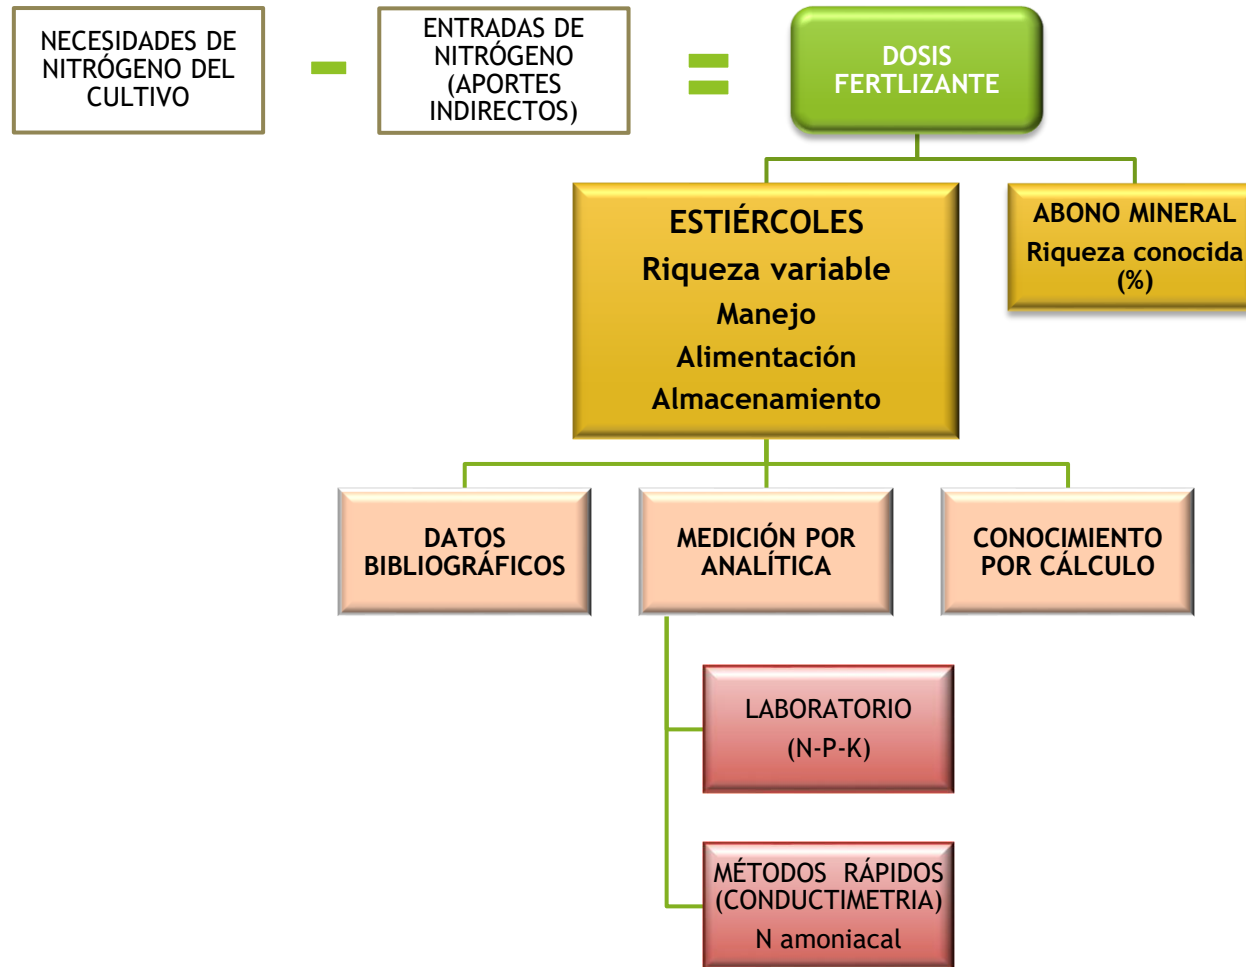 NECESIDADES DE
NITRÓGENO DEL
CULTIVO
ENTRADAS DE
NITRÓGENO
(APORTES
INDIRECTOS)
DOSIS
FERTLIZANTE
ESTIÉRCOLES
Riqueza variable
Manejo
Alimentación
Almacenamiento
ABONO MINERAL
Riqueza conocida
(%)
DATOS
BIBLIOGRÁFICOS
MEDICIÓN POR
ANALÍTICA
CONOCIMIENTO
POR CÁLCULO
LABORATORIO
(N-P-K)
MÉTODOS RÁPIDOS
(CONDUCTIMETRIA)
N amoniacal